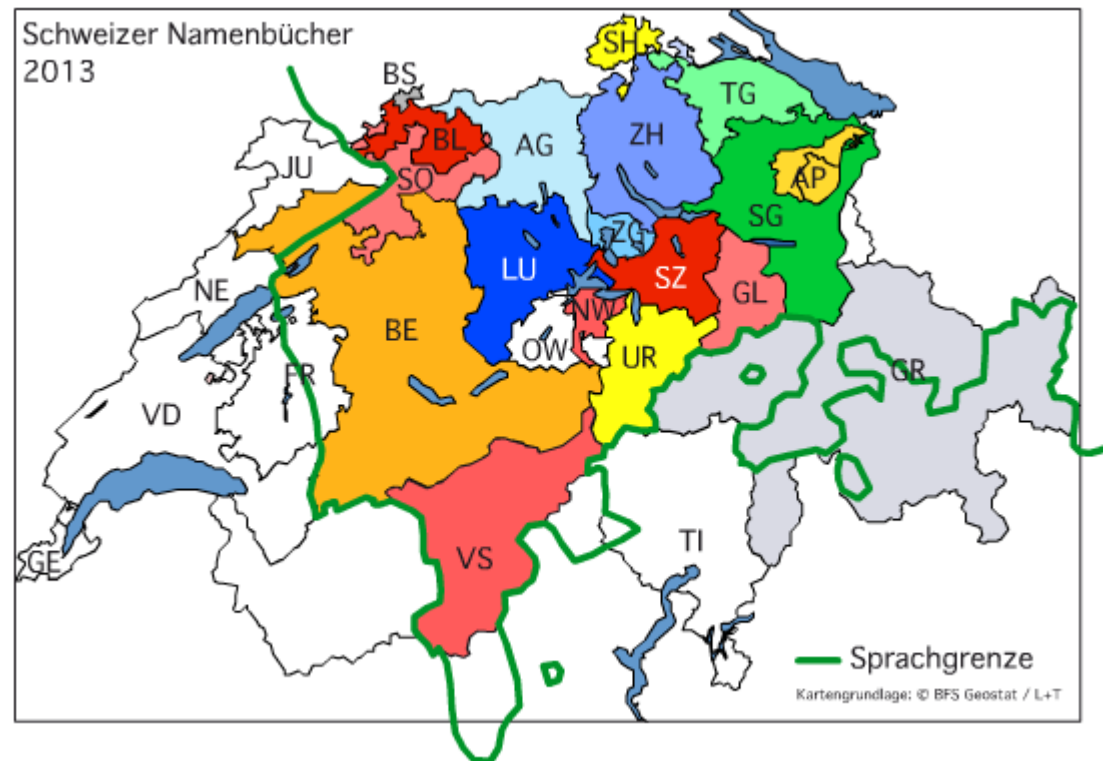 Schweizer Namenbücher
2013
SH
BS
TG
BL
AG
ZH
JU
SO
AP
SG
ZG
LU
SZ
NE
GL
NW
BE
OW
UR
FR
GR
VD
TI
VS
GE
Sprachgrenze
Kartengrundlage: © BFS Geostat / L+T